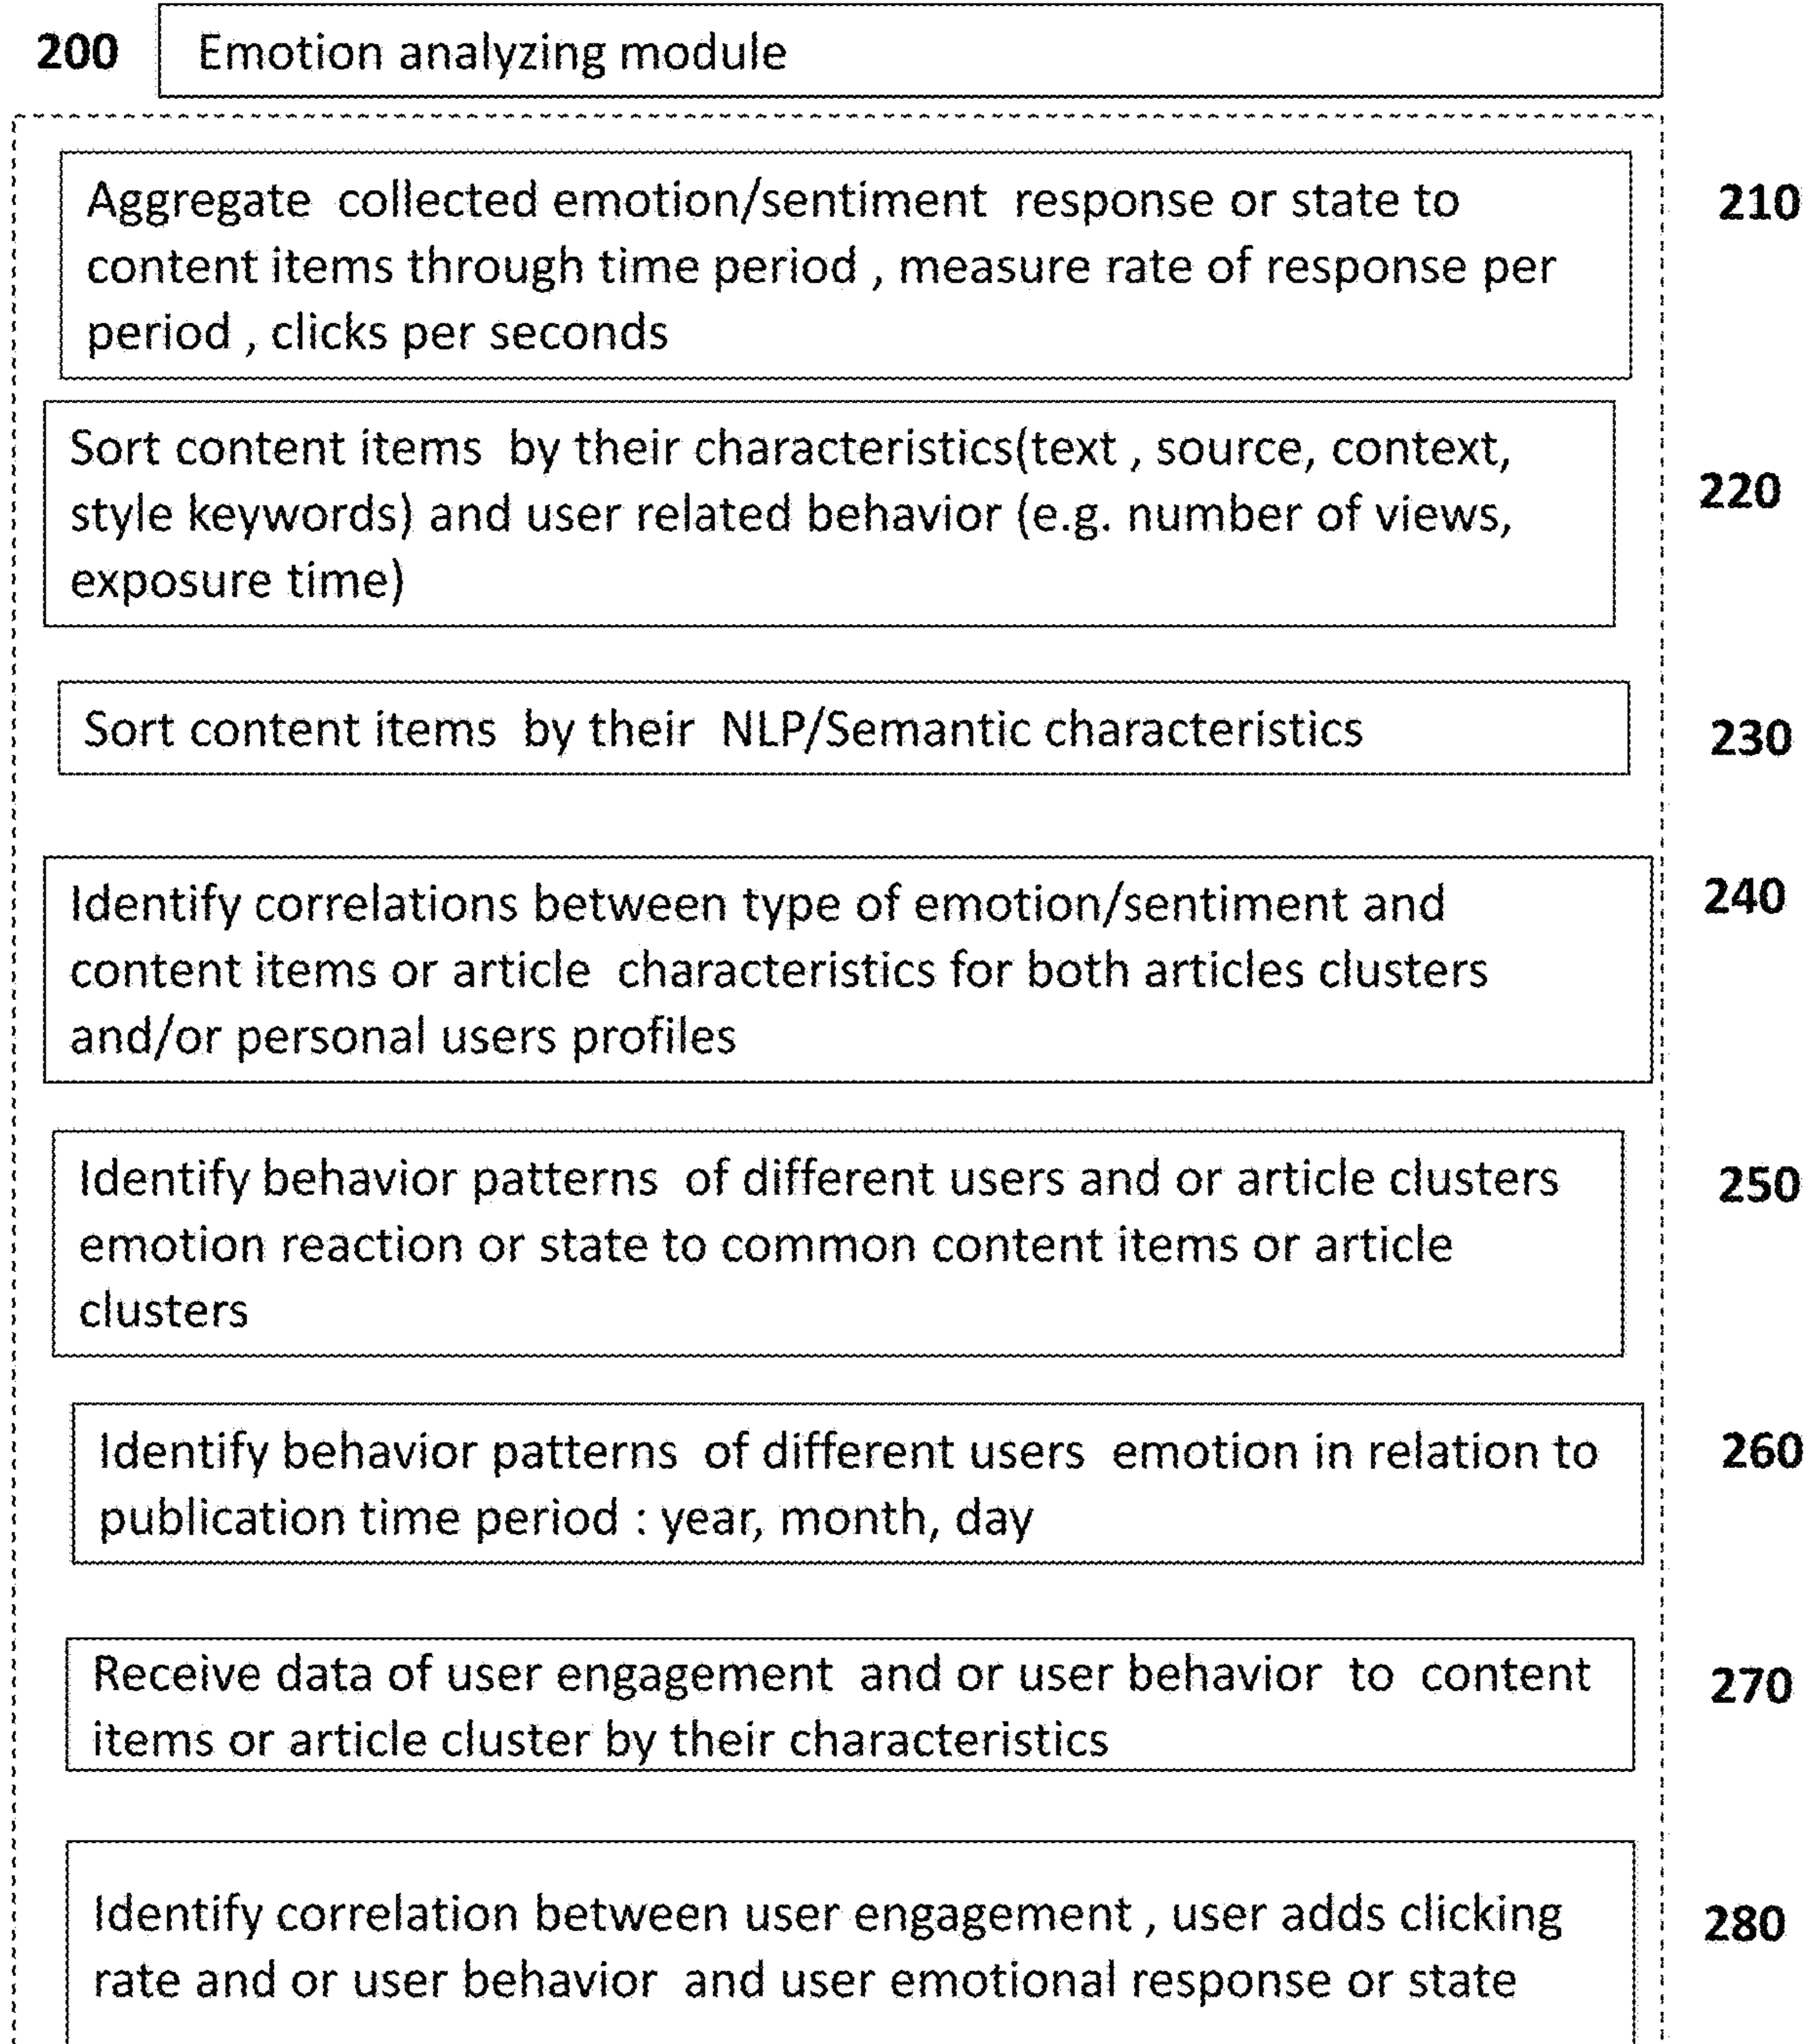 200 Emotion analyzing module
Aggregate collected emotion/sentiment response or state to 210
content items through time period , measure rate of response per
period , clicks per seconds
Sort content items by their characteristics(text , source, context,
style keywords) and user related behavior (e.g. number of views, 220
exposure time)
Sort content items by their NLP/Semantic characteristics 230
Identify correlations between type of emotion/sentiment and 240
content items or article characteristics for both articles clusters
and/or personal users profiles
Identify behavior patterns of different users and or article clusters 250
emotion reaction or state to common content items or article
clusters
Identify behavior patterns of different users emotion in relation to 260
publication time period : year, month, day
Receive data of user engagement and or user behavior to content 270
items or article cluster by their characteristics
Identify correlation between user engagement , user adds clicking 280
rate and or user behavior and user emotional response or state